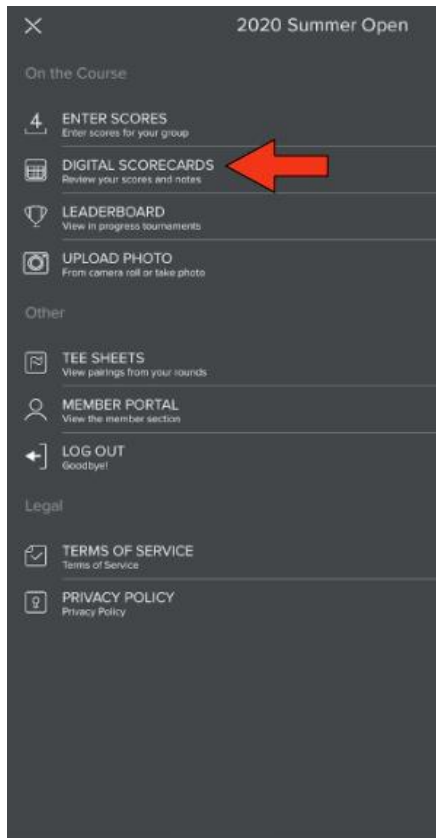 2020 Summer Open
On the Course
4
ENTER SCORES
Enter scores for your group
DIGITAL SCORECARDS
Review your scores and notes
LEADERBOARD
View in progress tournaments
UPLOAD PHOTO
From camera roll or take photo
Other
TEE SHEETS
View pairings from your rounds
MEMBER PORTAL
View the member section
LOG OUT
Goodbye!
Legal
TERMS OF SERVICE
Terms of Service
PRIVACY POLICY
Privacy Policy